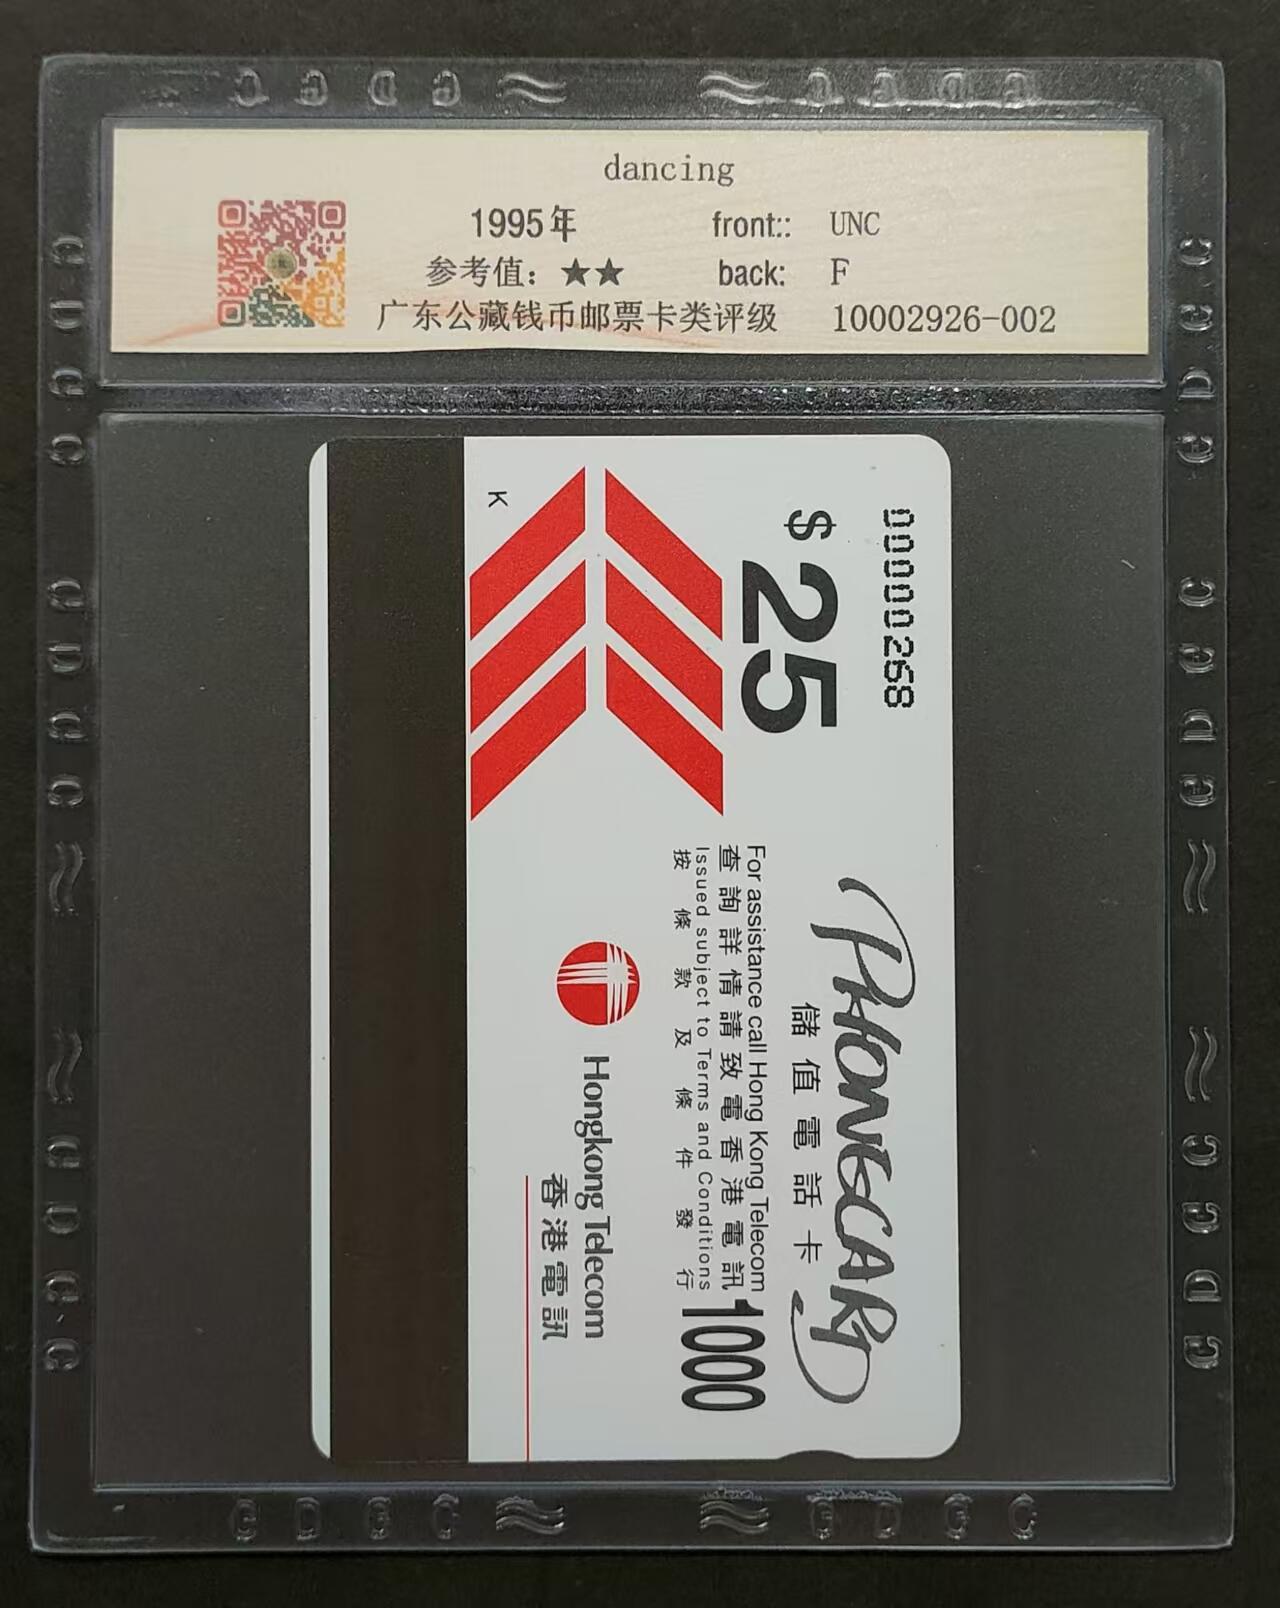 dancing
1995年 front:: UNC
参考值：★★ back: F
广东公藏钱币邮票卡类评级 10002926-002
00000268
$25
K
PHONECARD
儲值電話卡
For assistance call Hong Kong Telecom
查詢詳情請致電香港電訊
Issued subject to Terms and Conditions
按條款及條件發行
1000
Hongkong Telecom
香港電訊